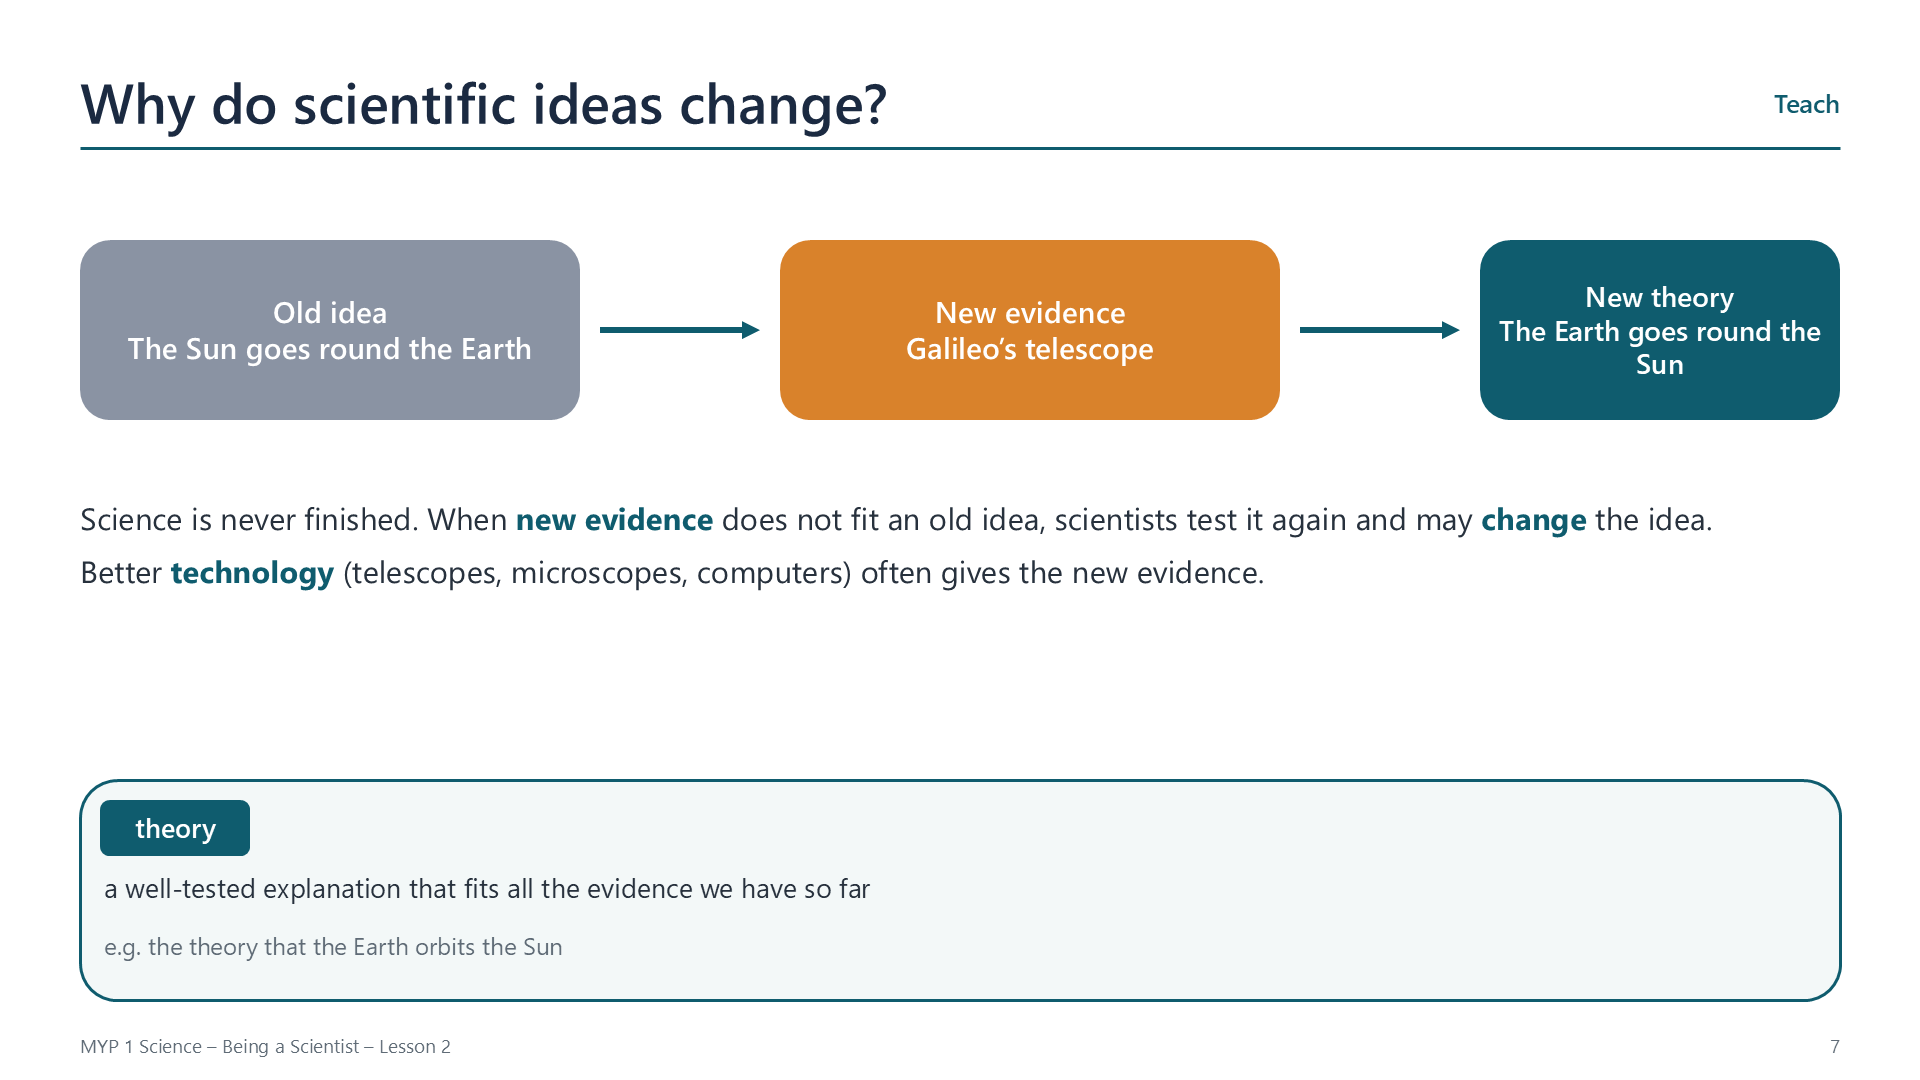 Why do scientific ideas change?
Teach
Old idea
The Sun goes round the Earth
New evidence
Galileo’s telescope
New theory
The Earth goes round the
Sun
Science is never finished. When new evidence does not fit an old idea, scientists test it again and may change the idea.
Better technology (telescopes, microscopes, computers) often gives the new evidence.
theory
a well-tested explanation that fits all the evidence we have so far
e.g. the theory that the Earth orbits the Sun
MYP 1 Science – Being a Scientist – Lesson 2
7